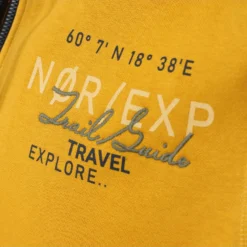 60° 7' N 18° 38'E
NØR/EXP
Trail/Guide
TRAVEL
EXPLORE..